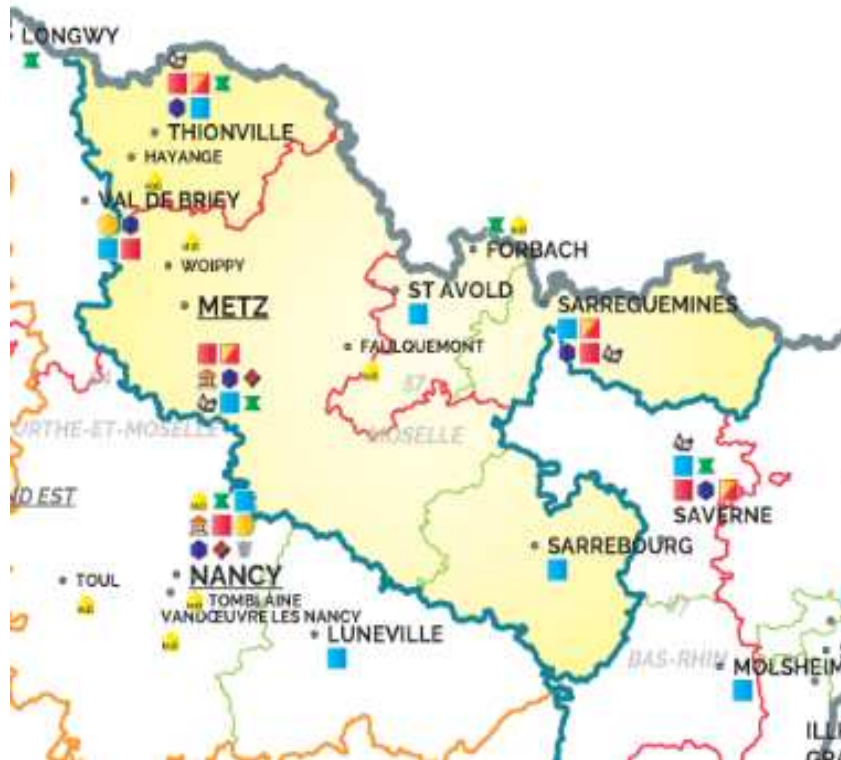 LONGWY
THIONVILLE
HAYANGE
VAL DE BRIEY
WOIPPY
FORBACH
ST AVOLD
METZ
SARREGUEMINES
FAULQUEMONT
54
57
URTHE-ET-MOSELLE
MOSELLE
ND EST
SAVERNE
SARREBOURG
TOUL
NANCY
TOMBLAINE
VANDŒUVRE LES NANCY
LUNEVILLE
67
BAS-RHIN
MOLSHEIM
ILL
GRA